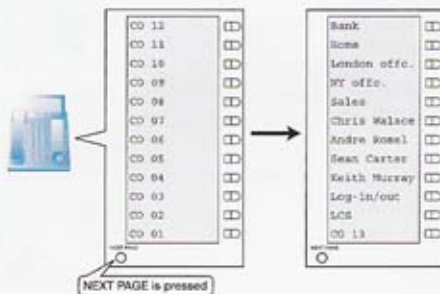 CO 12
CO 11
CO 10
CO 09
CO 08
CO 07
CO 06
CO 05
CO 04
CO 03
CO 02
CO 01
NEXT PAGE
NEXT PAGE is pressed
Bank
Home
London offc.
NY offc.
Sales
Chris Walace
Andre Romel
Sean Carter
Keith Murray
Log-in/out
LCS
CO 13
NEXT PAGE